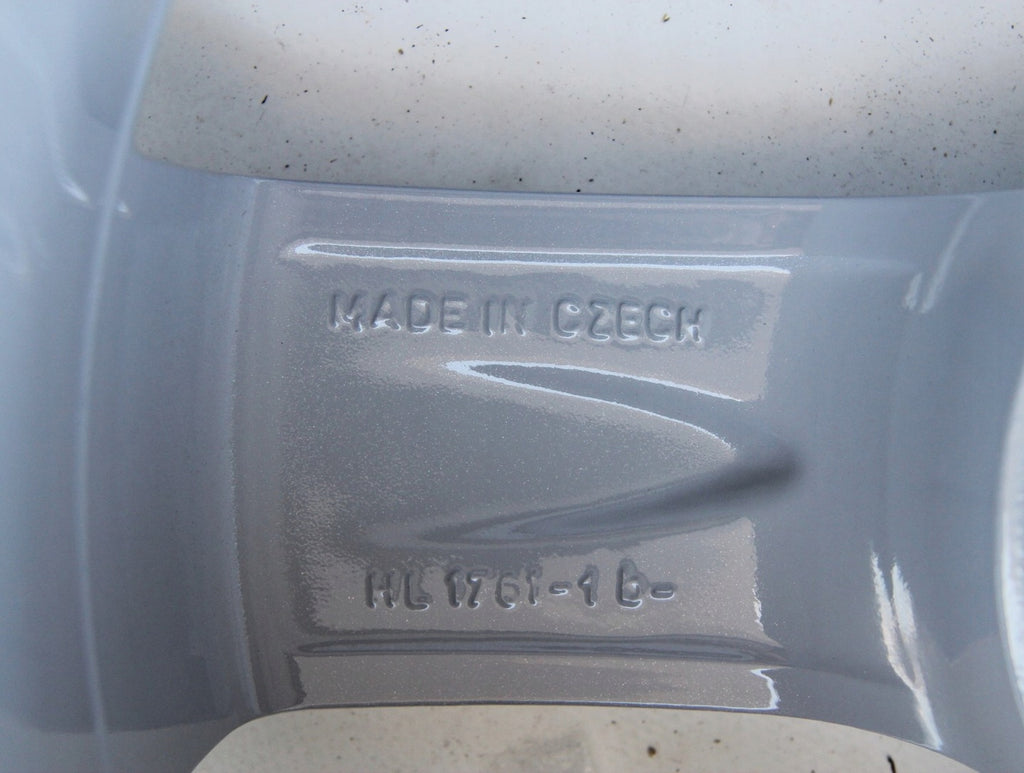 MADE IN CZECH
HL 1761-1 b-